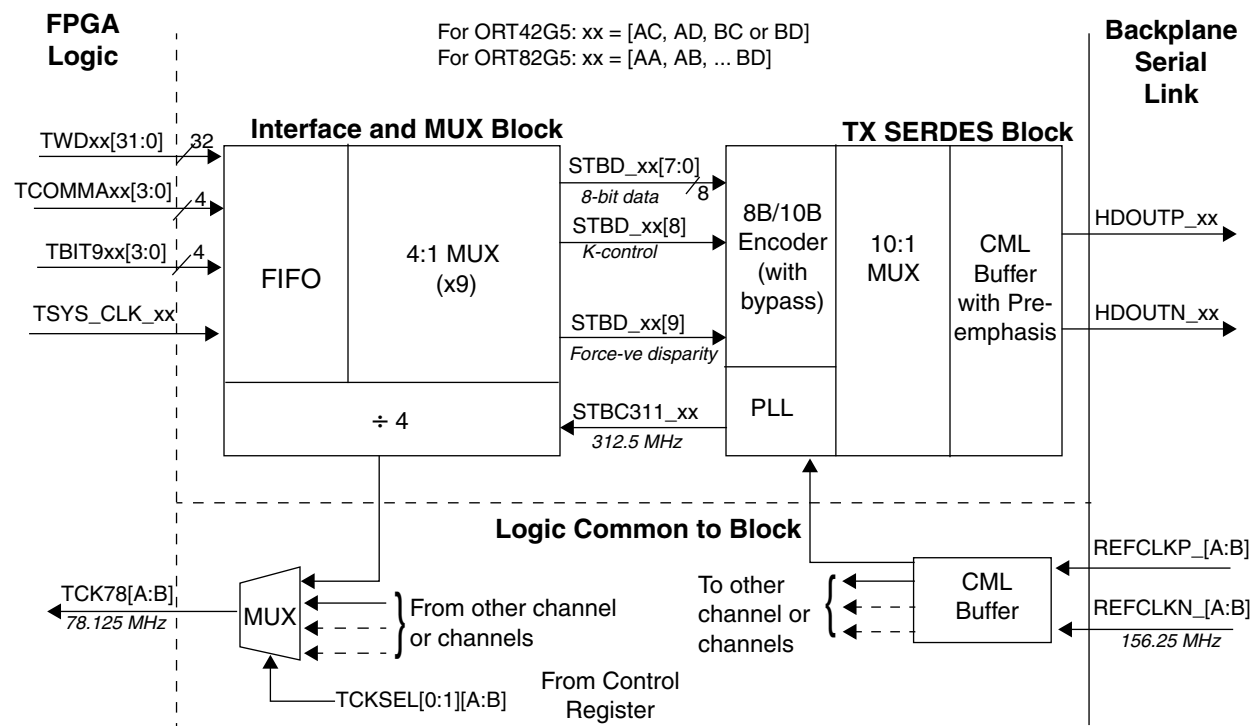 FPGA
Logic
For ORT42G5: xx = [AC, AD, BC or BD]
For ORT82G5: xx = [AA, AB, ... BD]
Backplane
Serial
Link
Interface and MUX Block
TX SERDES Block
TWDxx[31:0]
32
TCOMMAxx[3:0]
4
TBIT9xx[3:0]
4
TSYS_CLK_xx
FIFO
4:1 MUX
(x9)
÷ 4
STBD_xx[7:0]
8-bit data
8
STBD_xx[8]
K-control
STBD_xx[9]
Force-ve disparity
STBC311_xx
312.5 MHz
8B/10B
Encoder
(with
bypass)
PLL
10:1
MUX
CML
Buffer
with Pre-
emphasis
HDOUTP_xx
HDOUTN_xx
Logic Common to Block
TCK78[A:B]
78.125 MHz
MUX
From other channel
or channels
TCKSEL[0:1][A:B]
From Control
Register
To other
channel or
channels
CML
Buffer
REFCLKP_[A:B]
REFCLKN_[A:B]
156.25 MHz